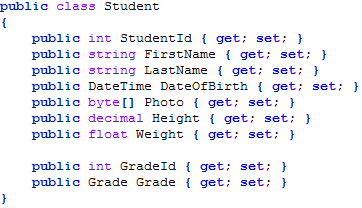 public class Student
{
    public int StudentId { get; set; }
    public string FirstName { get; set; }
    public string LastName { get; set; }
    public DateTime DateOfBirth { get; set; }
    public byte[] Photo { get; set; }
    public decimal Height { get; set; }
    public float Weight { get; set; }

    public int GradeId { get; set; }
    public Grade Grade { get; set; }
}